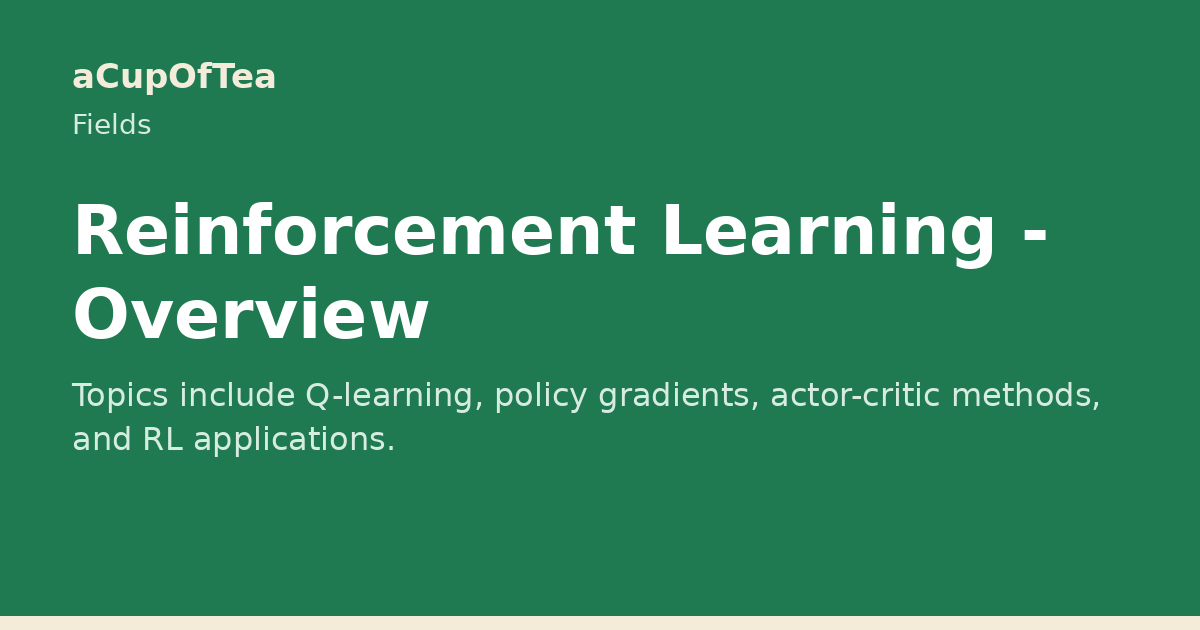 aCupOfTea
Fields
Reinforcement Learning -
Overview
Topics include Q-learning, policy gradients, actor-critic methods,
and RL applications.